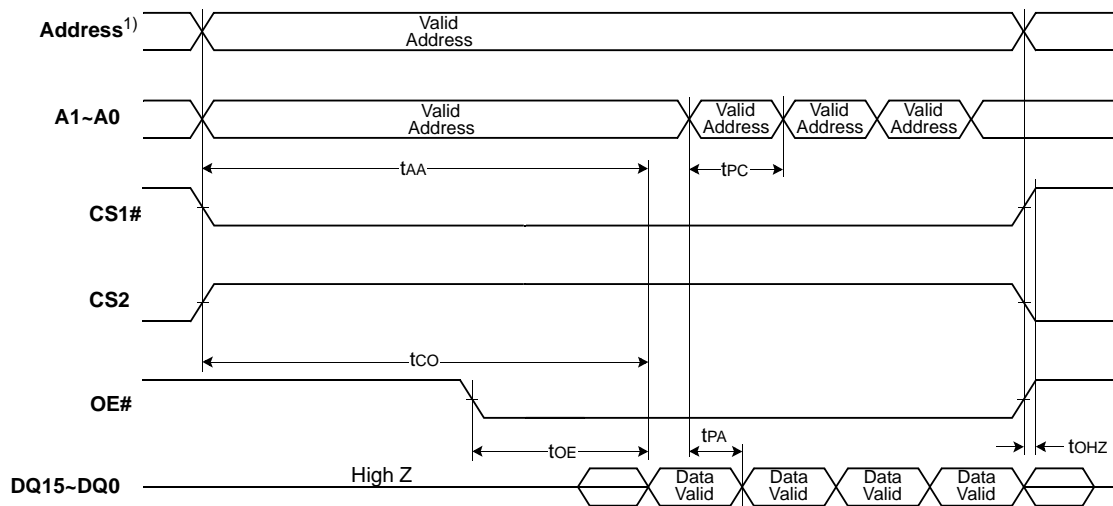 Address1)
Valid
Address
A1~A0
Valid
Address
Valid
Address
Valid
Address
Valid
Address
tAA
tPC
CS1#
CS2
tCO
OE#
tOE
tPA
tOHZ
DQ15~DQ0
High Z
Data
Valid
Data
Valid
Data
Valid
Data
Valid